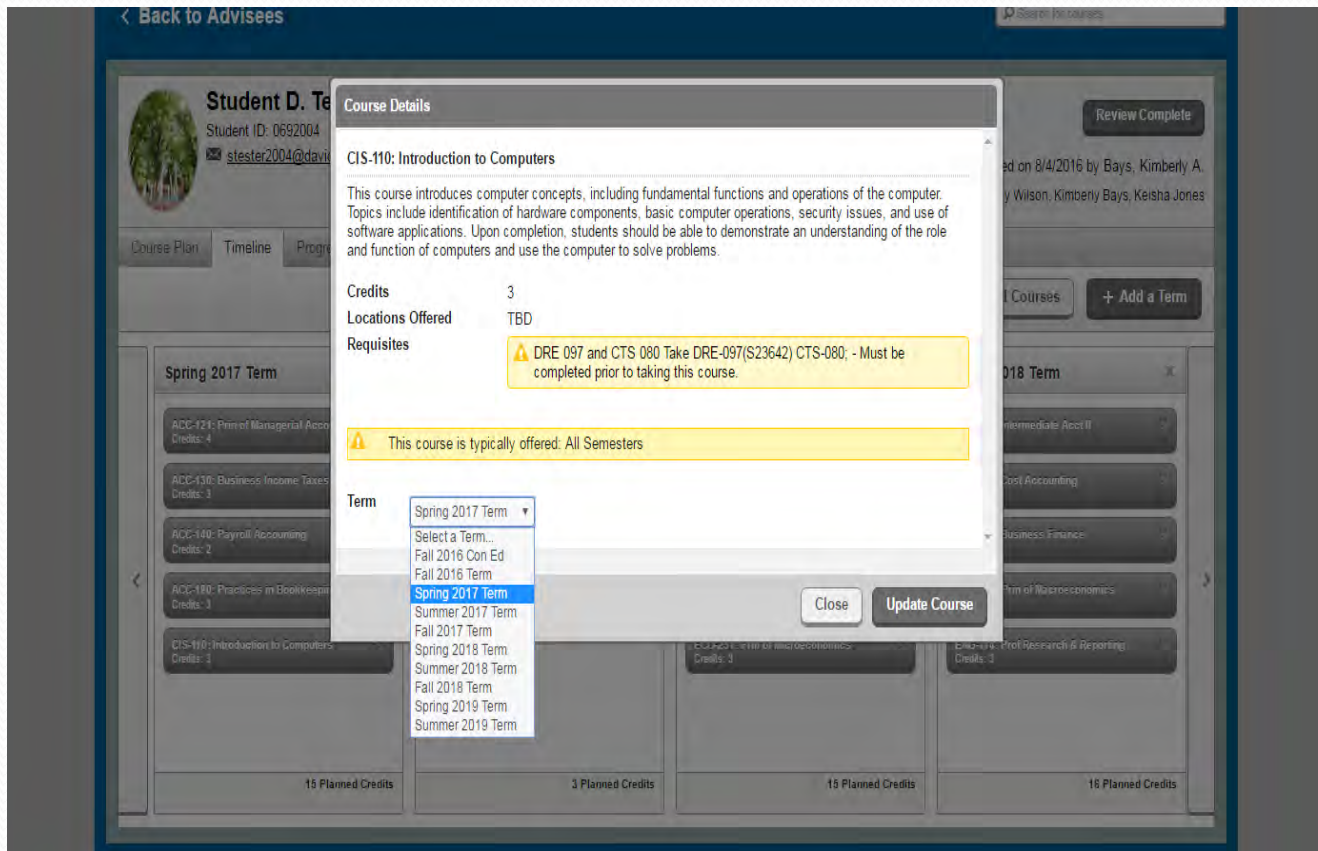 < Back to Advisees
Search for courses...
Student D. Te
Student ID: 0692004
stester2004@davi
Review Complete
ed on 8/4/2016 by Bays, Kimberly A.
y Wilson, Kimberly Bays, Keisha Jones
Course Plan Timeline Progre
Courses
+ Add a Term
Course Details
CIS-110: Introduction to Computers
This course introduces computer concepts, including fundamental functions and operations of the computer.
Topics include identification of hardware components, basic computer operations, security issues, and use of
software applications. Upon completion, students should be able to demonstrate an understanding of the role
and function of computers and use the computer to solve problems.
Credits 3
Locations Offered TBD
Requisites
DRE 097 and CTS 080 Take DRE-097(S23642) CTS-080; - Must be
completed prior to taking this course.
This course is typically offered: All Semesters
Term
Spring 2017 Term
Select a Term...
Fall 2016 Con Ed
Fall 2016 Term
Spring 2017 Term
Summer 2017 Term
Fall 2017 Term
Spring 2018 Term
Summer 2018 Term
Fall 2018 Term
Spring 2019 Term
Summer 2019 Term
Close
Update Course
Spring 2017 Term
ACC-121: Prin of Managerial Acco
Credits: 4
ACC-130: Business Income Taxes
Credits: 3
ACC-140: Payroll Accounting
Credits: 2
ACC-180: Practices in Bookkeepin
Credits: 3
CIS-110: Introduction to Computers
Credits: 3
15 Planned Credits
3 Planned Credits
ECO-251: Prin of Microeconomics
Credits: 3
15 Planned Credits
018 Term x
ntermediate Acct II
Cost Accounting
Business Finance
Prin of Macroeconomics
ENG-114: Prof Research & Reporting
Credits: 3
18 Planned Credits